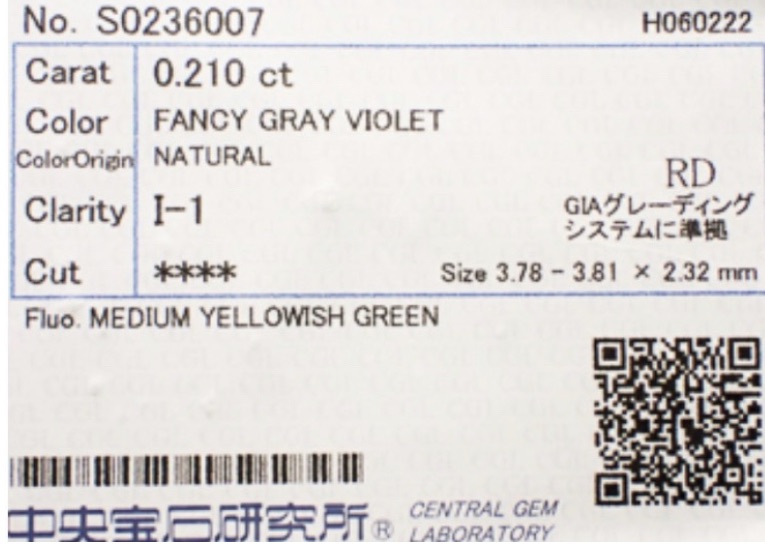 No. S0236007 H060222
Carat 0.210 ct
Color FANCY GRAY VIOLET
ColorOrigin NATURAL
RD
Clarity I-1 GIAグレーディング
システムに準拠
Cut **** Size 3.78 - 3.81 × 2.32 mm
Fluo. MEDIUM YELLOWISH GREEN
中央宝石研究所® CENTRAL GEM
LABORATORY